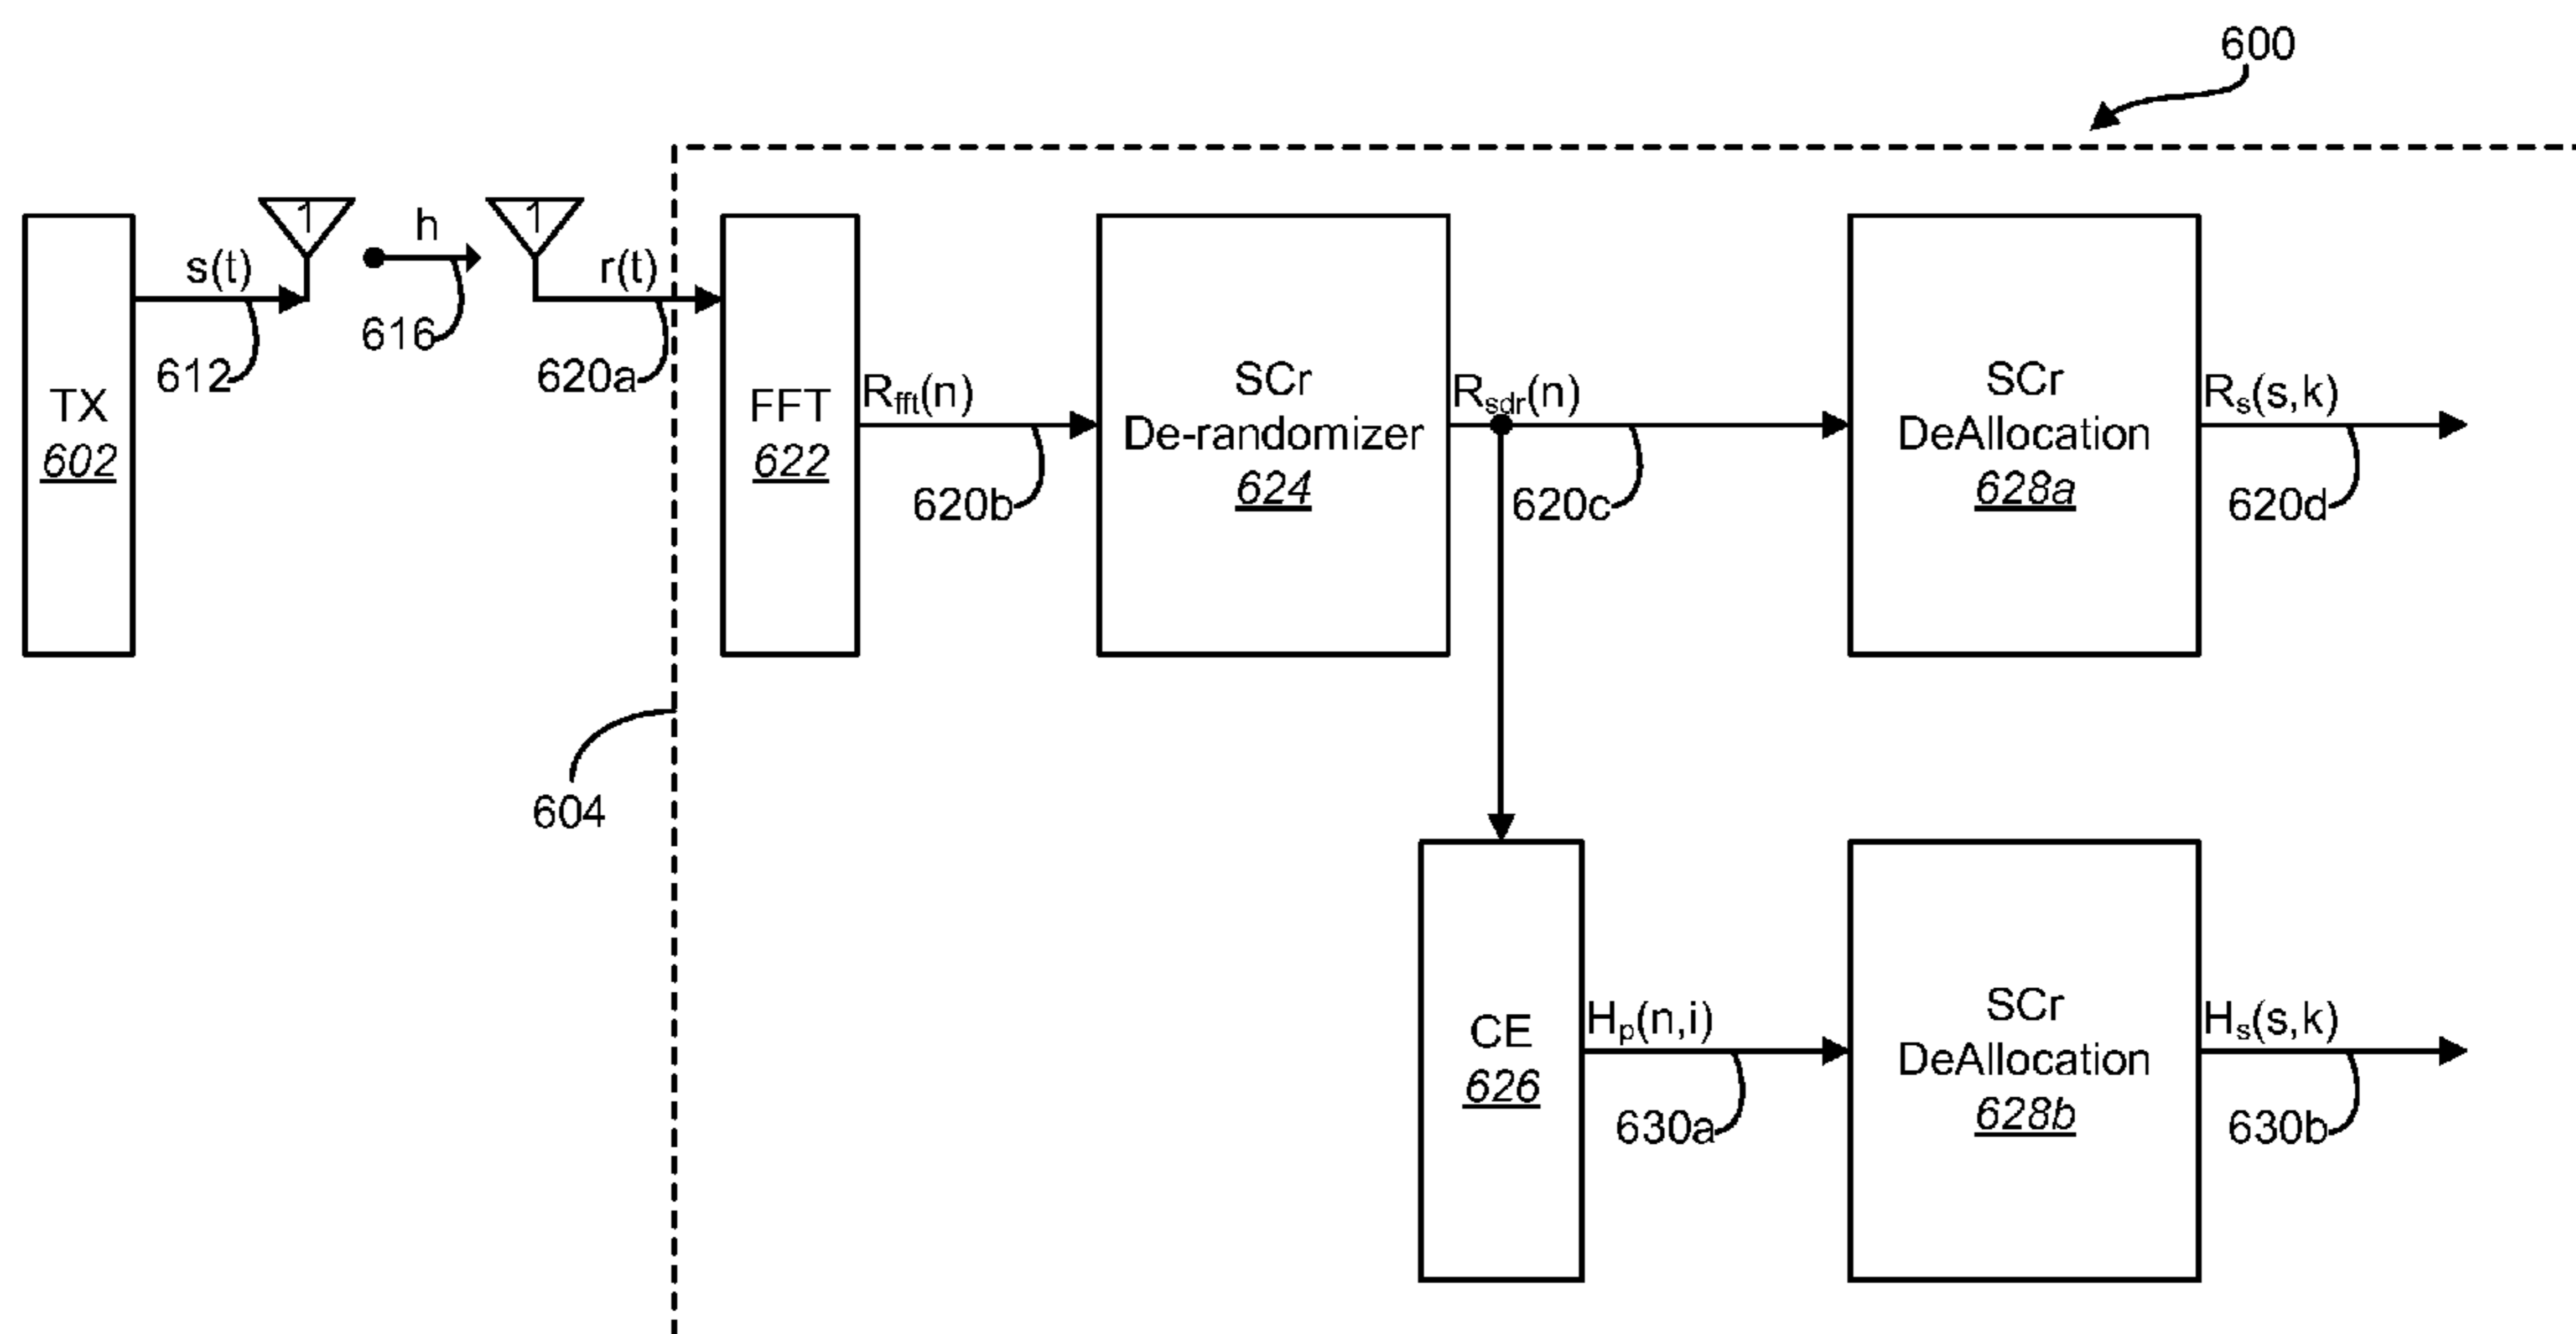 600
1
1
h
s(t)
r(t)
616
612
620a
TX
602
FFT
622
Rfft(n)
620b
SCr
De-randomizer
624
Rsdr(n)
620c
SCr
DeAllocation
628a
Rs(s,k)
620d
604
CE
626
Hp(n,i)
630a
SCr
DeAllocation
628b
Hs(s,k)
630b